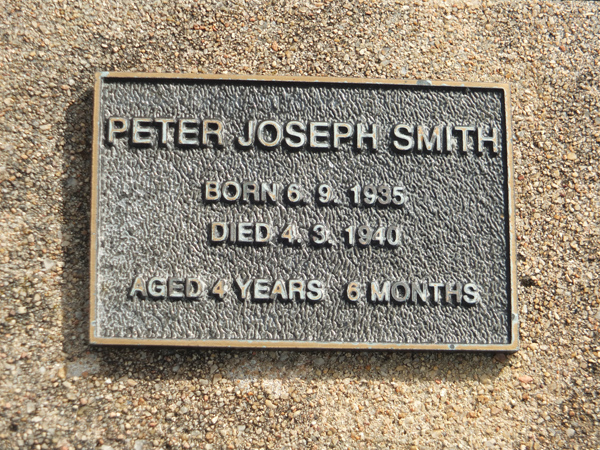 PETER JOSEPH SMITH
BORN 6. 9. 1935
DIED 4. 3. 1940
AGED 4 YEARS 6 MONTHS